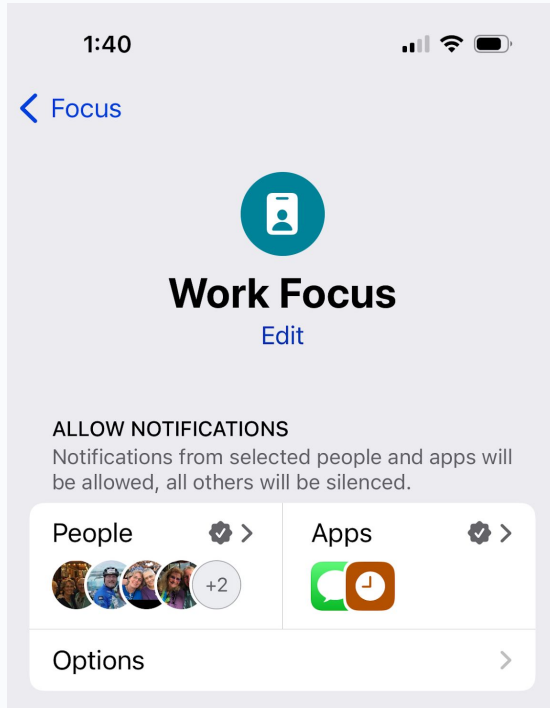 1:40
Focus
Work Focus
Edit
ALLOW NOTIFICATIONS
Notifications from selected people and apps will
be allowed, all others will be silenced.
People
Apps
+2
Options